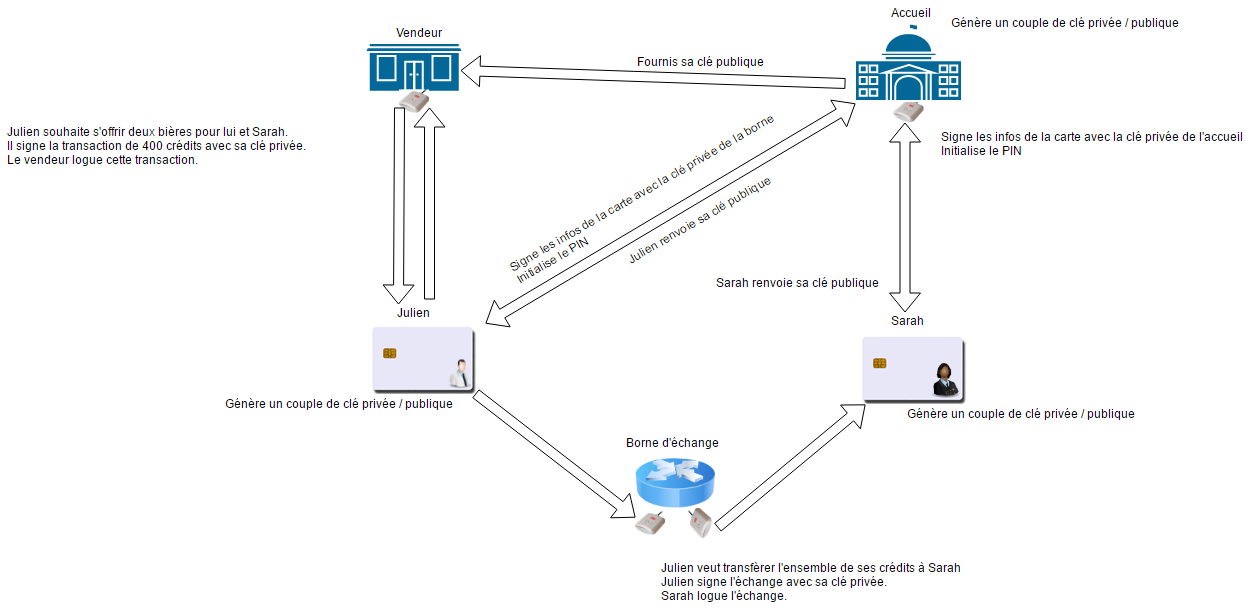 Accueil
Génère un couple de clé privée / publique
Vendeur
Fournis sa clé publique
Julien souhaite s'offrir deux bières pour lui et Sarah.
Il signe la transaction de 400 crédits avec sa clé privée.
Le vendeur logue cette transaction.
Signe les infos de la carte avec la clé privée de l'accueil
Initialise le PIN
Signe les infos de la carte avec la clé privée de la borne
Initialise le PIN
Julien renvoie sa clé publique
Sarah renvoie sa clé publique
Julien
Sarah
Génère un couple de clé privée / publique
Génère un couple de clé privée / publique
Borne d'échange
Julien veut transfèrer l'ensemble de ses crédits à Sarah
Julien signe l'échange avec sa clé privée.
Sarah logue l'échange.